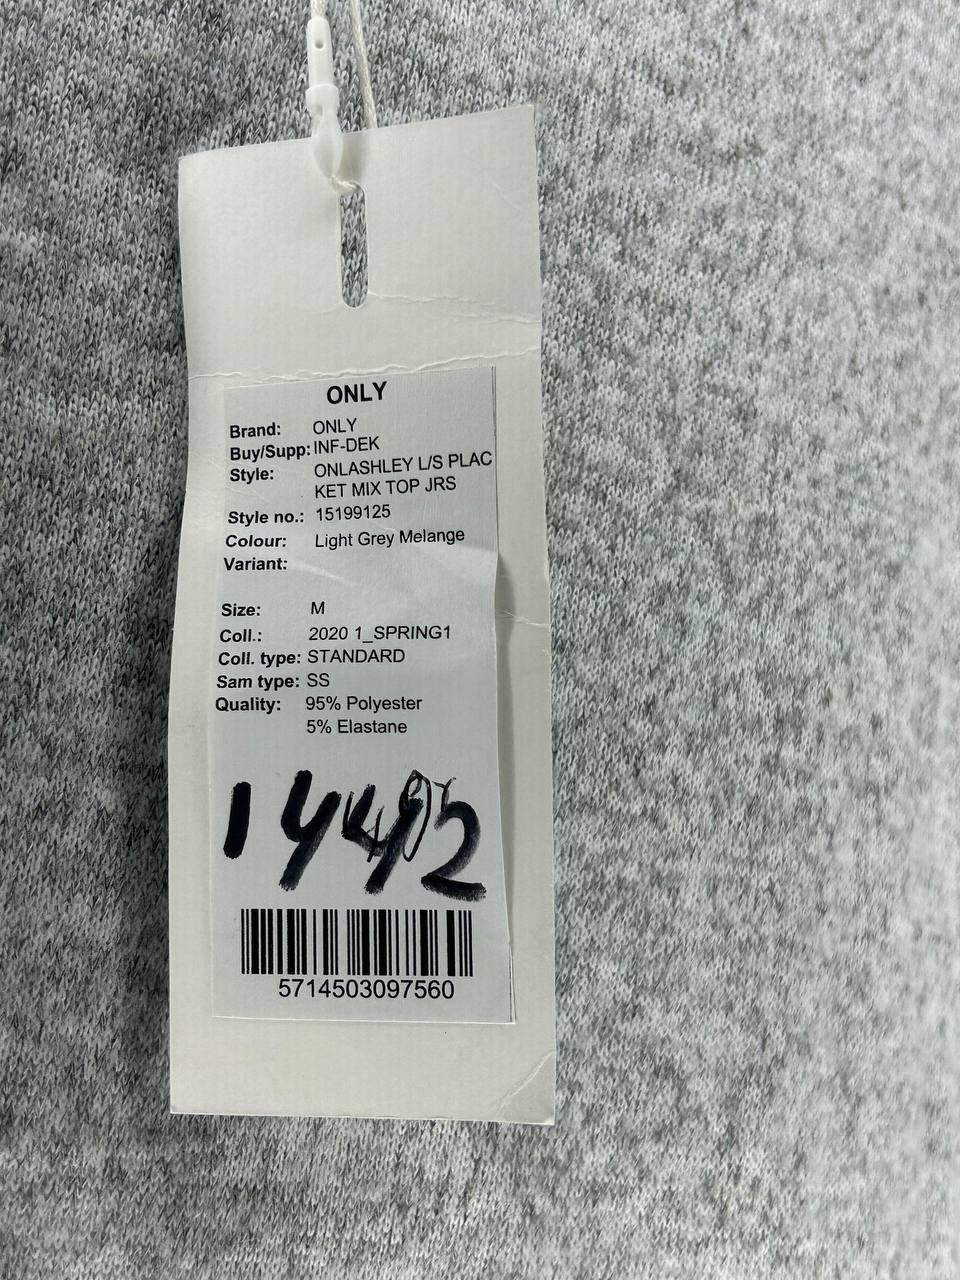 ONLY
Brand: ONLY
Buy/Supp: INF-DEK
Style: ONLASHLEY L/S PLAC
KET MIX TOP JRS
Style no.: 15199125
Colour: Light Grey Melange
Variant:
Size: M
Coll.: 2020 1_SPRING1
Coll. type: STANDARD
Sam type: SS
Quality: 95% Polyester
5% Elastane
5714503097560